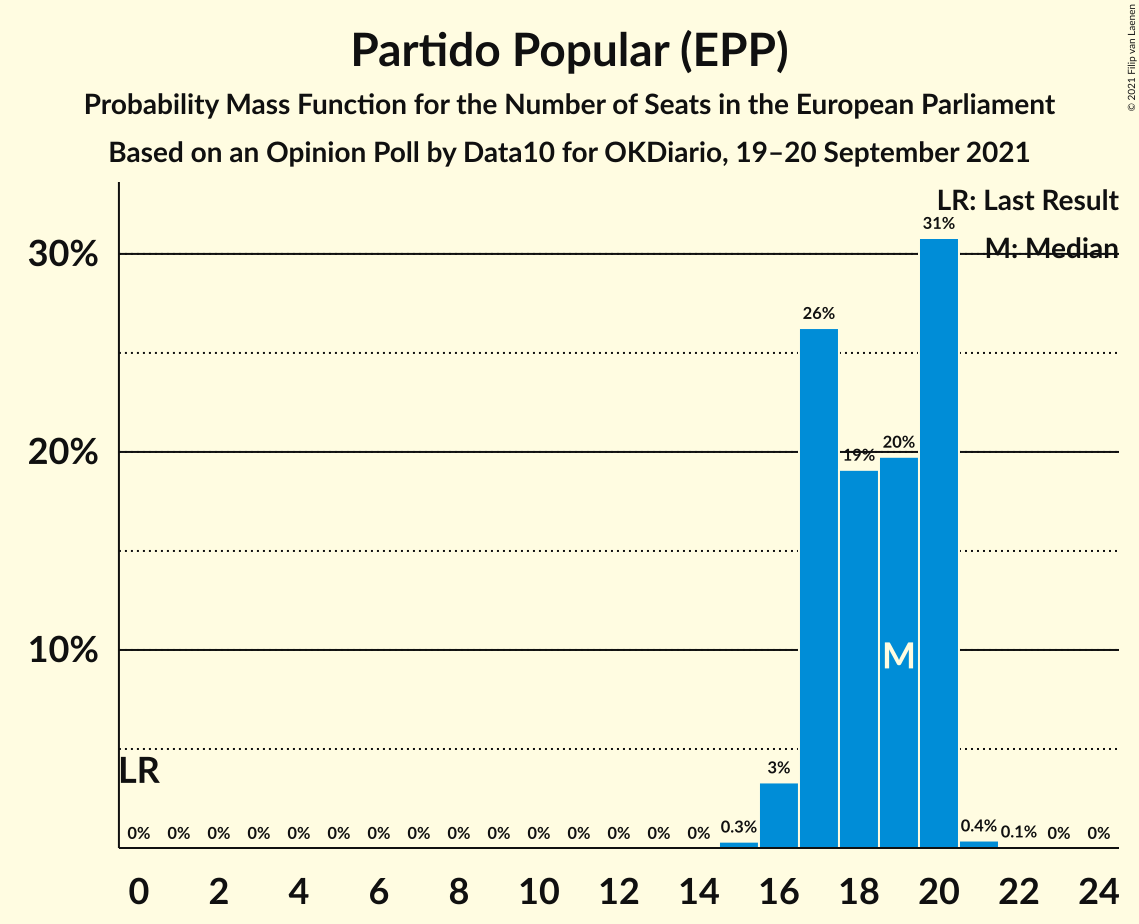 Partido Popular (EPP)
Probability Mass Function for the Number of Seats in the European Parliament
Based on an Opinion Poll by Data10 for OKDiario, 19–20 September 2021
© 2021 Filip van Laenen
LR: Last Result
M: Median
30%
20%
10%
31%
26%
20%
19%
M
LR
3%
0% 0% 0% 0% 0% 0% 0% 0% 0% 0% 0% 0% 0% 0% 0% 0.3% 0.4% 0.1% 0% 0%
0 2 4 6 8 10 12 14 16 18 20 22 24